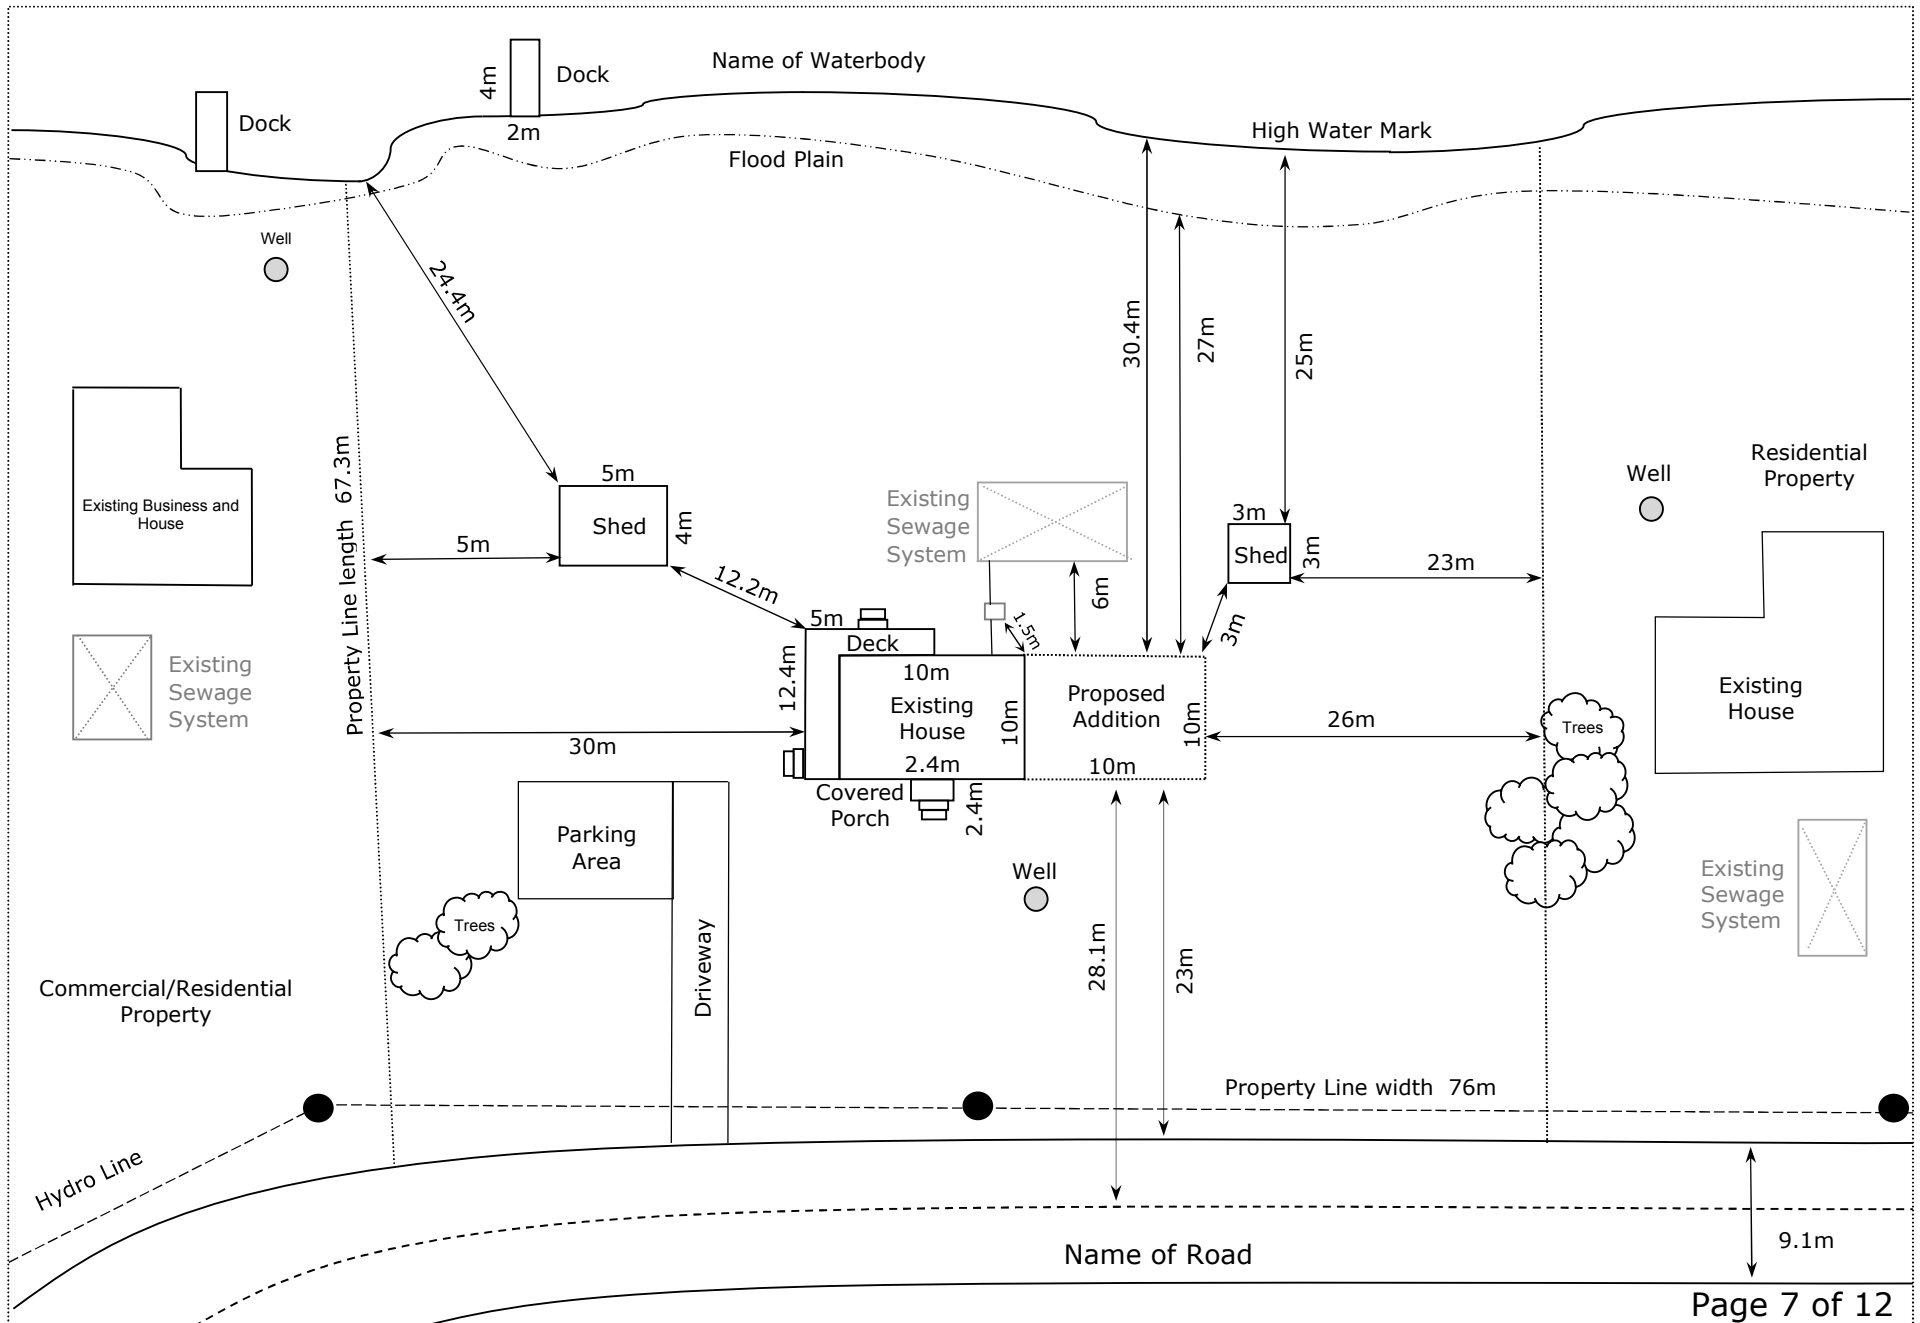 Name of Waterbody
Dock
4m
2m
Dock
High Water Mark
Flood Plain
Well
24.4m
30.4m
27m
25m
Property Line length 67.3m
Existing Business and
House
5m
Shed
4m
5m
12.2m
Existing
Sewage
System
6m
1.5m
3m
Shed
3m
3m
23m
Well
Residential
Property
Existing
Sewage
System
5m
Deck
12.4m
10m
Existing
House
10m
2.4m
Proposed
Addition
10m
10m
30m
26m
Trees
Existing
House
Covered
Porch
2.4m
Parking
Area
Well
Trees
Driveway
28.1m
23m
Existing
Sewage
System
Commercial/Residential
Property
Property Line width 76m
Hydro Line
Name of Road
9.1m
Page 7 of 12